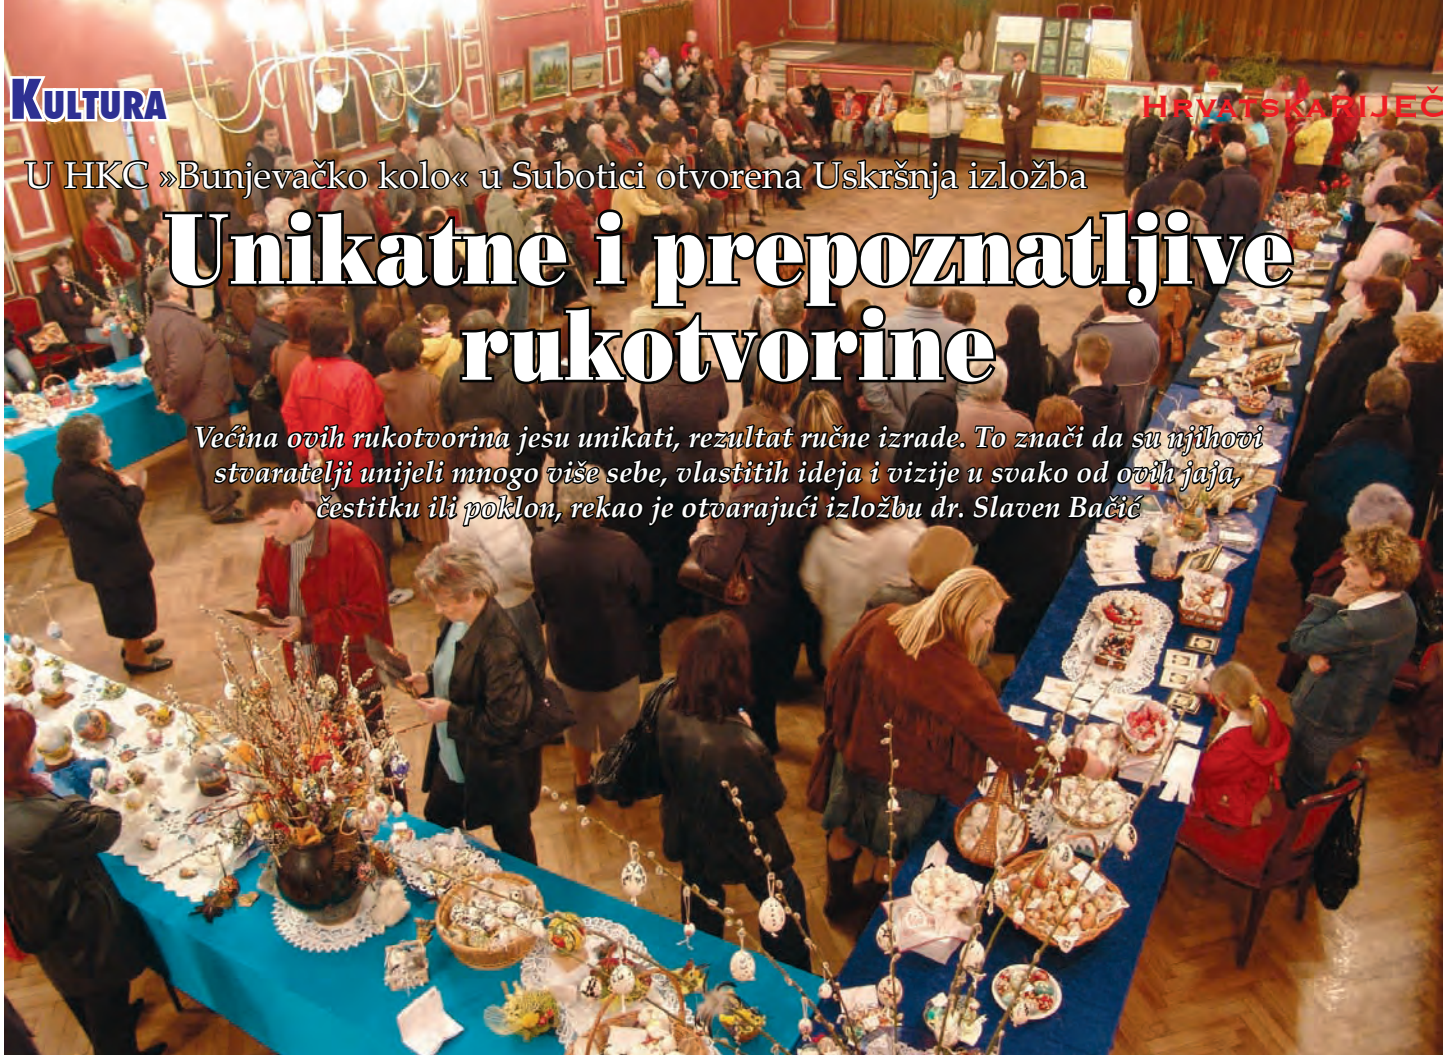 KULTURA
HRVATSKARIJEČ
U HKC »Bunjevačko kolo« u Subotici otvorena Uskršnja izložba
Unikatne i prepoznatljive
rukotvorine
Većina ovih rukotvorina jesu unikati, rezultat ručne izrade. To znači da su njihovi
stvaratelji unijeli mnogo više sebe, vlastitih ideja i vizije u svako od ovih jaja,
čestitku ili poklon, rekao je otvarajući izložbu dr. Slaven Bačić